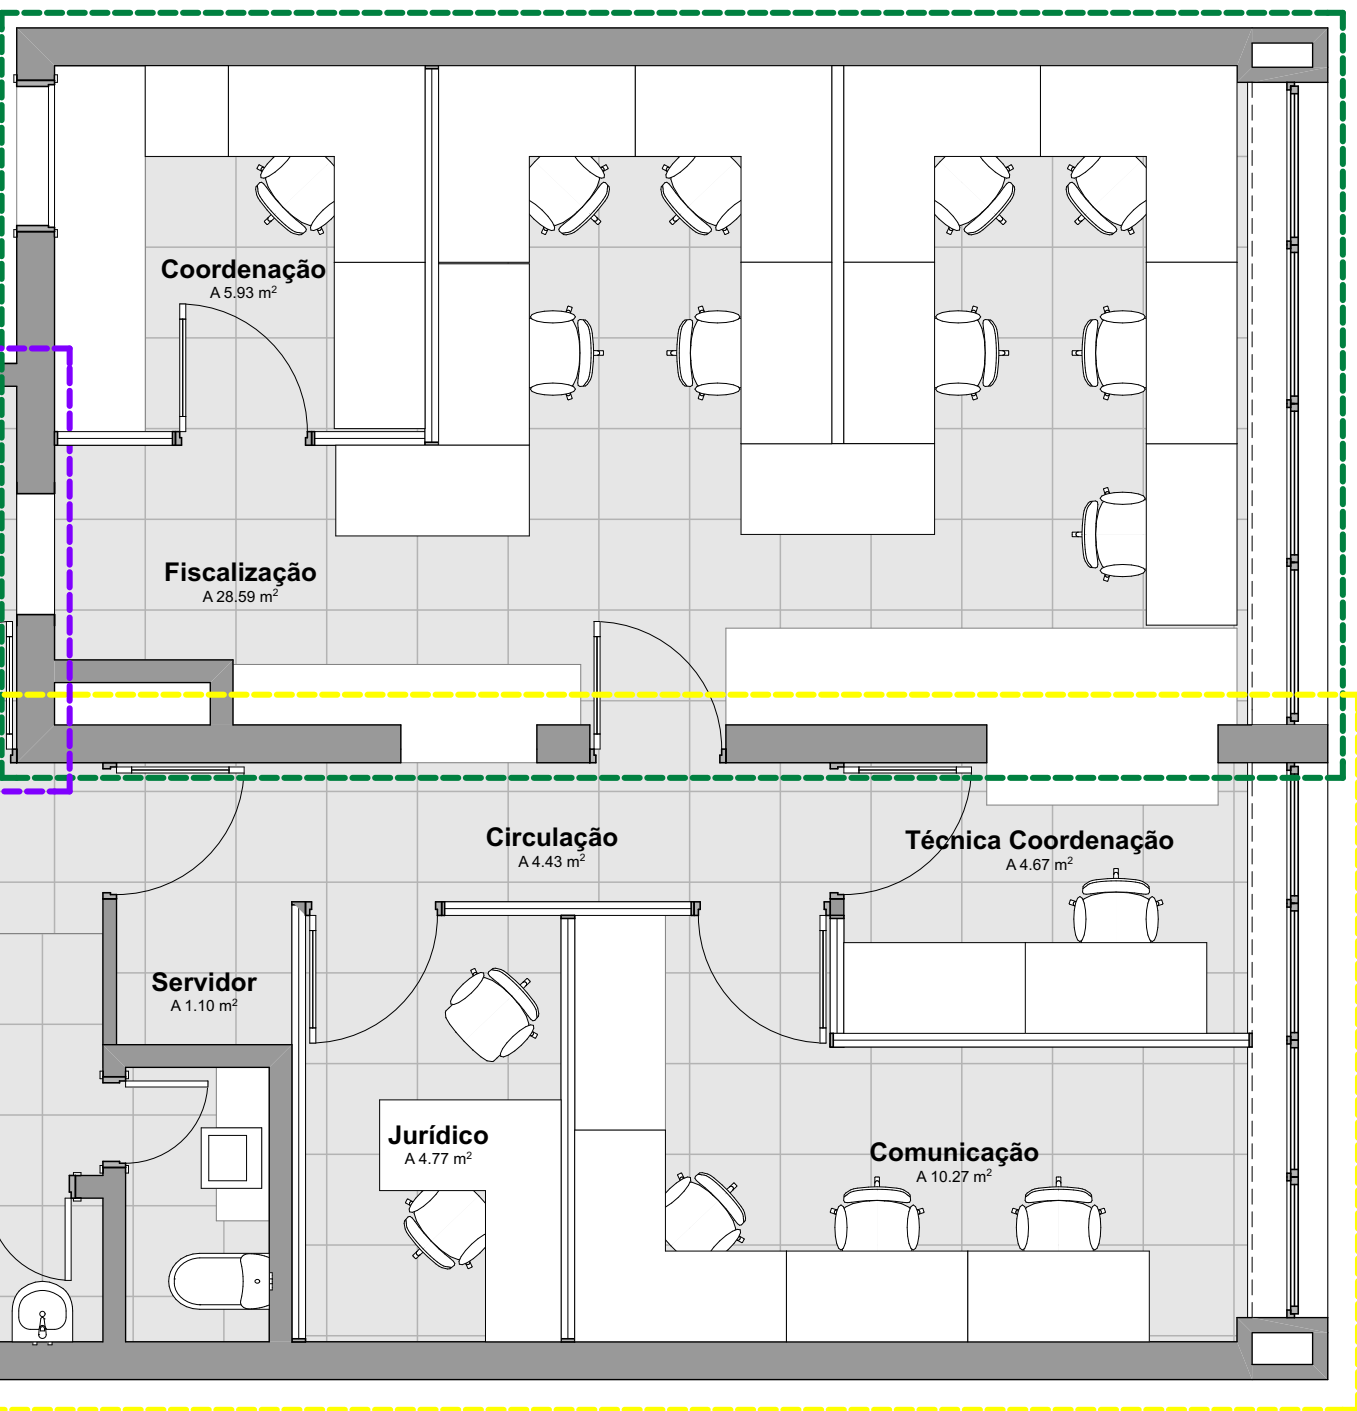 Coordenação
A 5.93 m²
Fiscalização
A 28.59 m²
Circulação
A 4.43 m²
Técnica Coordenação
A 4.67 m²
Servidor
A 1.10 m²
Jurídico
A 4.77 m²
Comunicação
A 10.27 m²